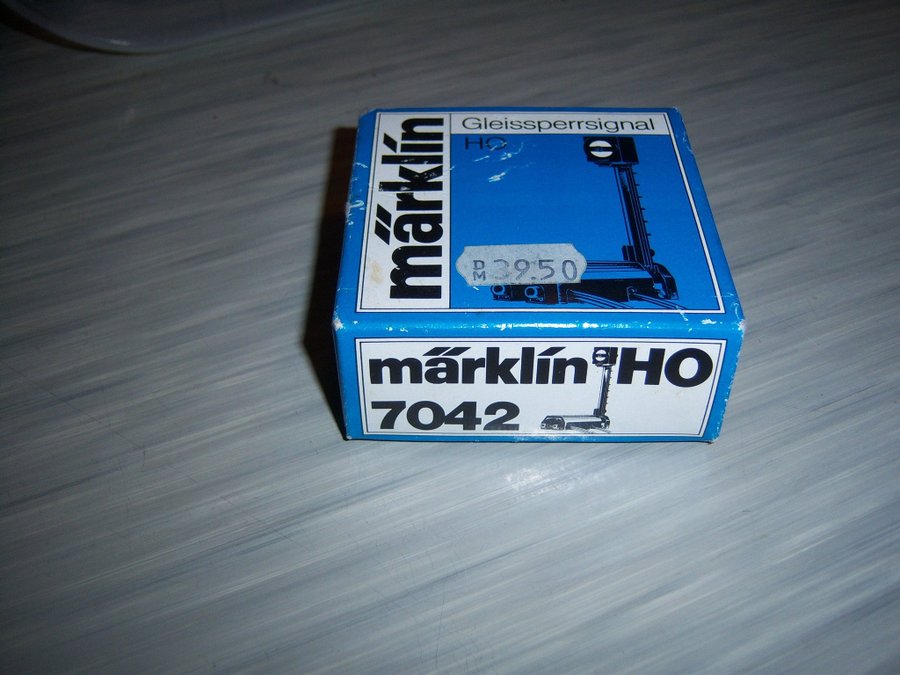 märklin
Gleissperrsignal
HO
DM 39.50
märklin HO
7042